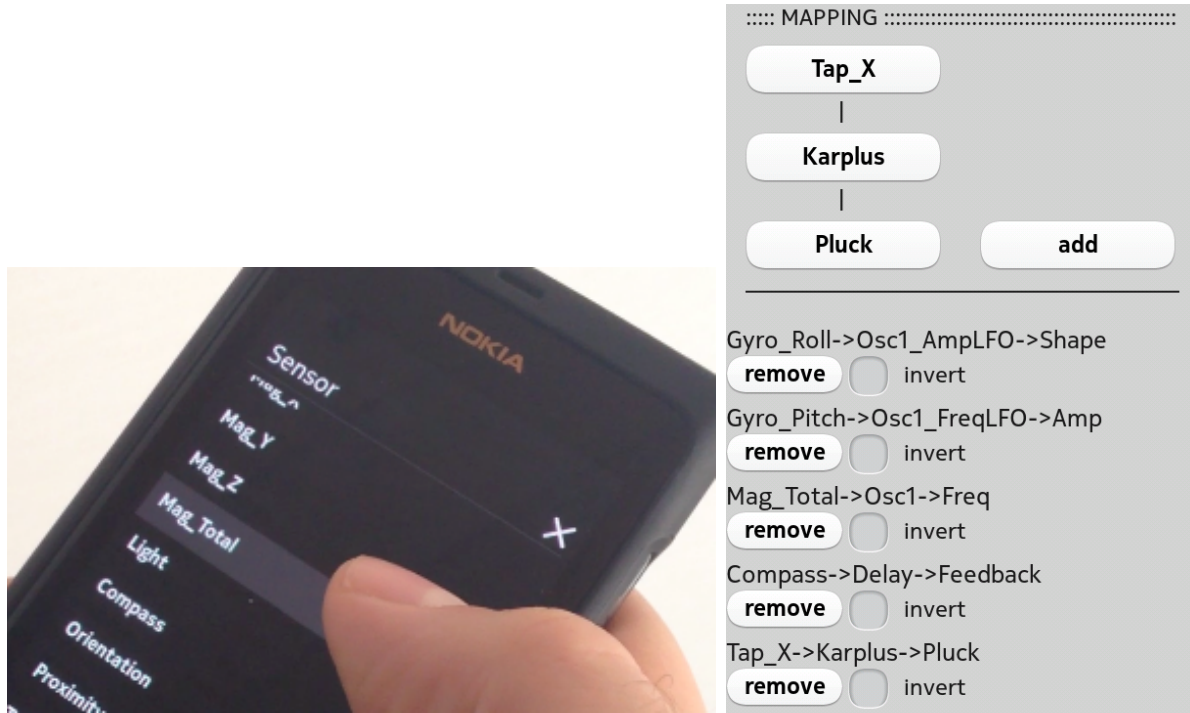 NOKIA
Sensor
Mag_Y
Mag_Z
Mag_Total
Light
Compass
Orientation
Proximity
::::: MAPPING :::::::::::::::::::::::::::::::::::::::::::::::
Tap_X
|
Karplus
|
Pluck add
Gyro_Roll->Osc1_AmpLFO->Shape
remove invert
Gyro_Pitch->Osc1_FreqLFO->Amp
remove invert
Mag_Total->Osc1->Freq
remove invert
Compass->Delay->Feedback
remove invert
Tap_X->Karplus->Pluck
remove invert